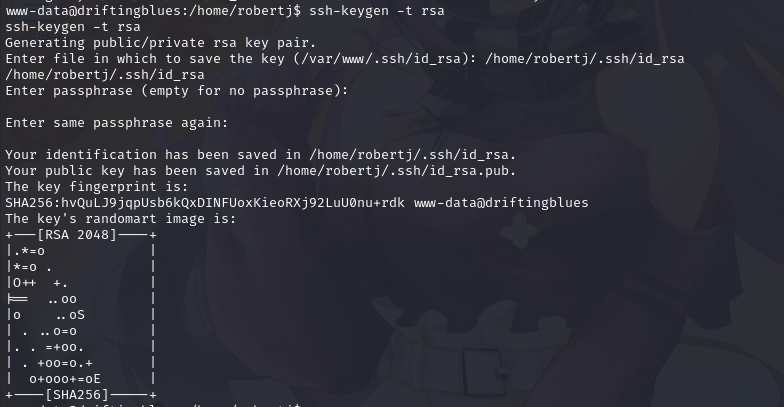 www-data@driftingblues:/home/robertj$ ssh-keygen -t rsa
ssh-keygen -t rsa
Generating public/private rsa key pair.
Enter file in which to save the key (/var/www/.ssh/id_rsa): /home/robertj/.ssh/id_rsa
/home/robertj/.ssh/id_rsa
Enter passphrase (empty for no passphrase):
Enter same passphrase again:
Your identification has been saved in /home/robertj/.ssh/id_rsa.
Your public key has been saved in /home/robertj/.ssh/id_rsa.pub.
The key fingerprint is:
SHA256:hvQuLJ9jqpUsb6kQxDINFUoxKieoRXj92LuU0nu+rdk www-data@driftingblues
The key's randomart image is:
+---[RSA 2048]----+
|.*=o             |
|*=o .            |
|O++  +.          |
|==   ..oo        |
|o     ..oS       |
| . ..o=o         |
|. . =+oo.        |
| . +oo=o.+       |
|  o+ooo+=oE      |
+----[SHA256]-----+